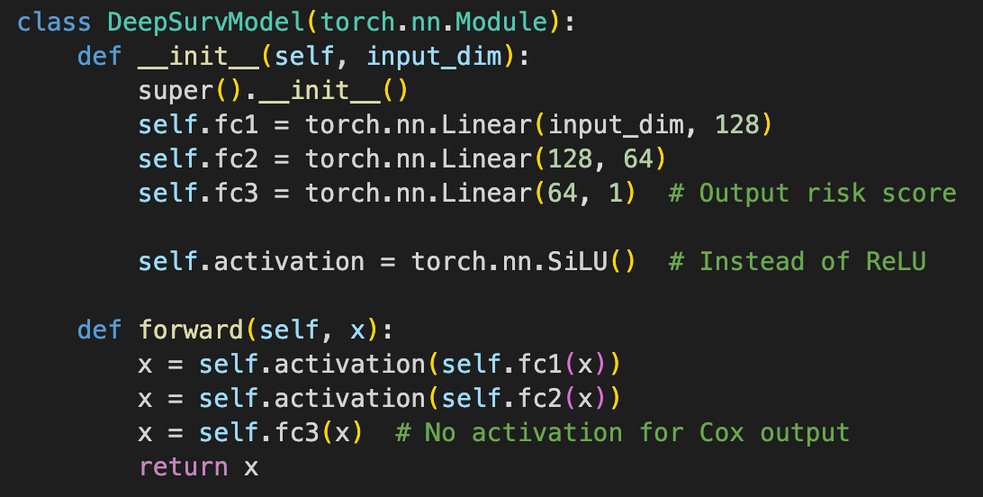 class DeepSurvModel(torch.nn.Module):
    def __init__(self, input_dim):
        super().__init__()
        self.fc1 = torch.nn.Linear(input_dim, 128)
        self.fc2 = torch.nn.Linear(128, 64)
        self.fc3 = torch.nn.Linear(64, 1)  # Output risk score

        self.activation = torch.nn.SiLU()  # Instead of ReLU

    def forward(self, x):
        x = self.activation(self.fc1(x))
        x = self.activation(self.fc2(x))
        x = self.fc3(x)  # No activation for Cox output
        return x